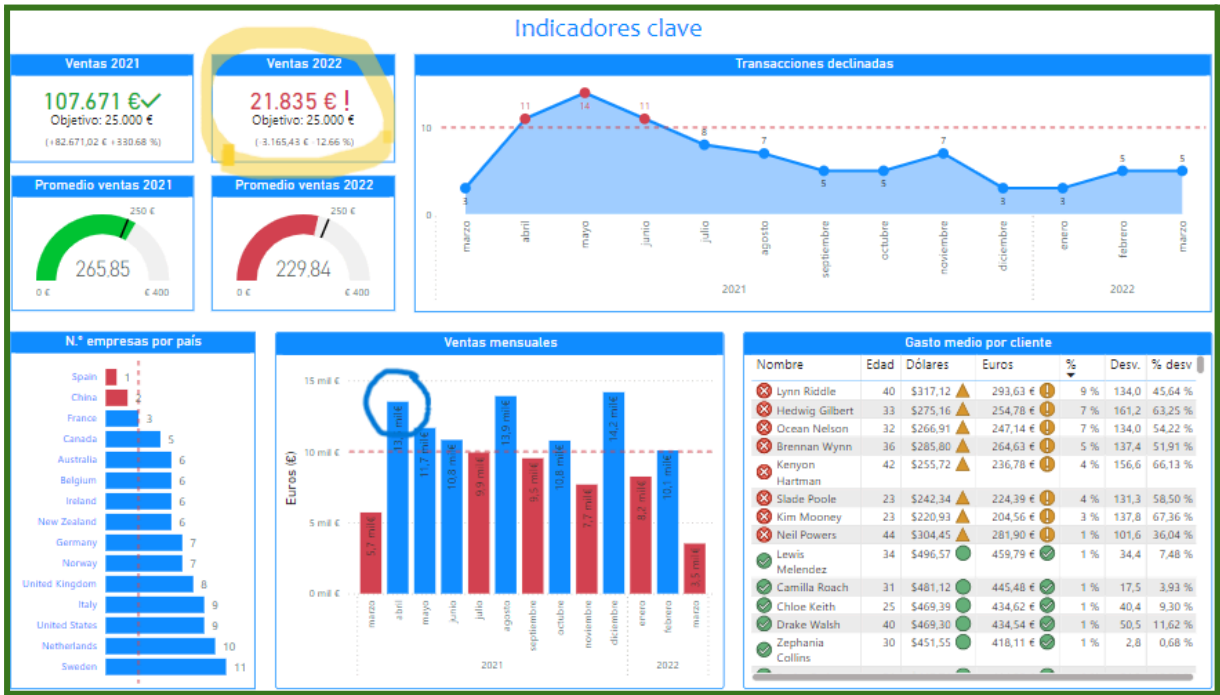 Indicadores clave
Ventas 2021
107.671 €
Objetivo: 25.000 €
(+82.671,02 € +330.68 %)
Ventas 2022
21.835 € !
Objetivo: 25.000 €
(-3.165,43 € -12.66 %)
Transacciones declinadas
10
0
3
11
14
11
8
7
5
5
7
3
3
5
5
marzo
abril
mayo
junio
julio
agosto
septiembre
octubre
noviembre
diciembre
enero
febrero
marzo
2021
2022
Promedio ventas 2021
250 €
265,85
0 €
€ 400
Promedio ventas 2022
250 €
229,84
0 €
€ 400
N.º empresas por país
Spain 1
China 2
France 3
Canada 5
Australia 6
Belgium 6
Ireland 6
New Zealand 6
Germany 7
Norway 7
United Kingdom 8
Italy 9
United States 9
Netherlands 10
Sweden 11
Ventas mensuales
Euros (€)
15 mil €
10 mil €
5 mil €
0 mil €
5,7 mil€
mil€
11,7 mil€
10,8 mil€
9,9 mil€
13,9 mil€
9,5 mil€
10,8 mil€
7,7 mil€
14,2 mil€
8,2 mil€
10,1 mil€
3,5 mil€
marzo
abril
mayo
junio
julio
agosto
septiembre
octubre
noviembre
diciembre
enero
febrero
marzo
2021
2022
Gasto medio por cliente
Nombre Edad Dólares Euros % Desv. % desv
Lynn Riddle 40 $317,12 293,63 € 9 % 134,0 45,64 %
Hedwig Gilbert 33 $275,16 254,78 € 7 % 161,2 63,25 %
Ocean Nelson 32 $266,91 247,14 € 7 % 134,0 54,22 %
Brennan Wynn 36 $285,80 264,63 € 5 % 137,4 51,91 %
Kenyon Hartman 42 $255,72 236,78 € 4 % 156,6 66,13 %
Slade Poole 23 $242,34 224,39 € 4 % 131,3 58,50 %
Kim Mooney 23 $220,93 204,56 € 3 % 137,8 67,36 %
Neil Powers 44 $304,45 281,90 € 1 % 101,6 36,04 %
Lewis Melendez 34 $496,57 459,79 € 1 % 34,4 7,48 %
Camilla Roach 31 $481,12 445,48 € 1 % 17,5 3,93 %
Chloe Keith 25 $469,39 434,62 € 1 % 40,4 9,30 %
Drake Walsh 40 $469,30 434,54 € 1 % 50,5 11,62 %
Zephania Collins 30 $451,55 418,11 € 1 % 2,8 0,68 %